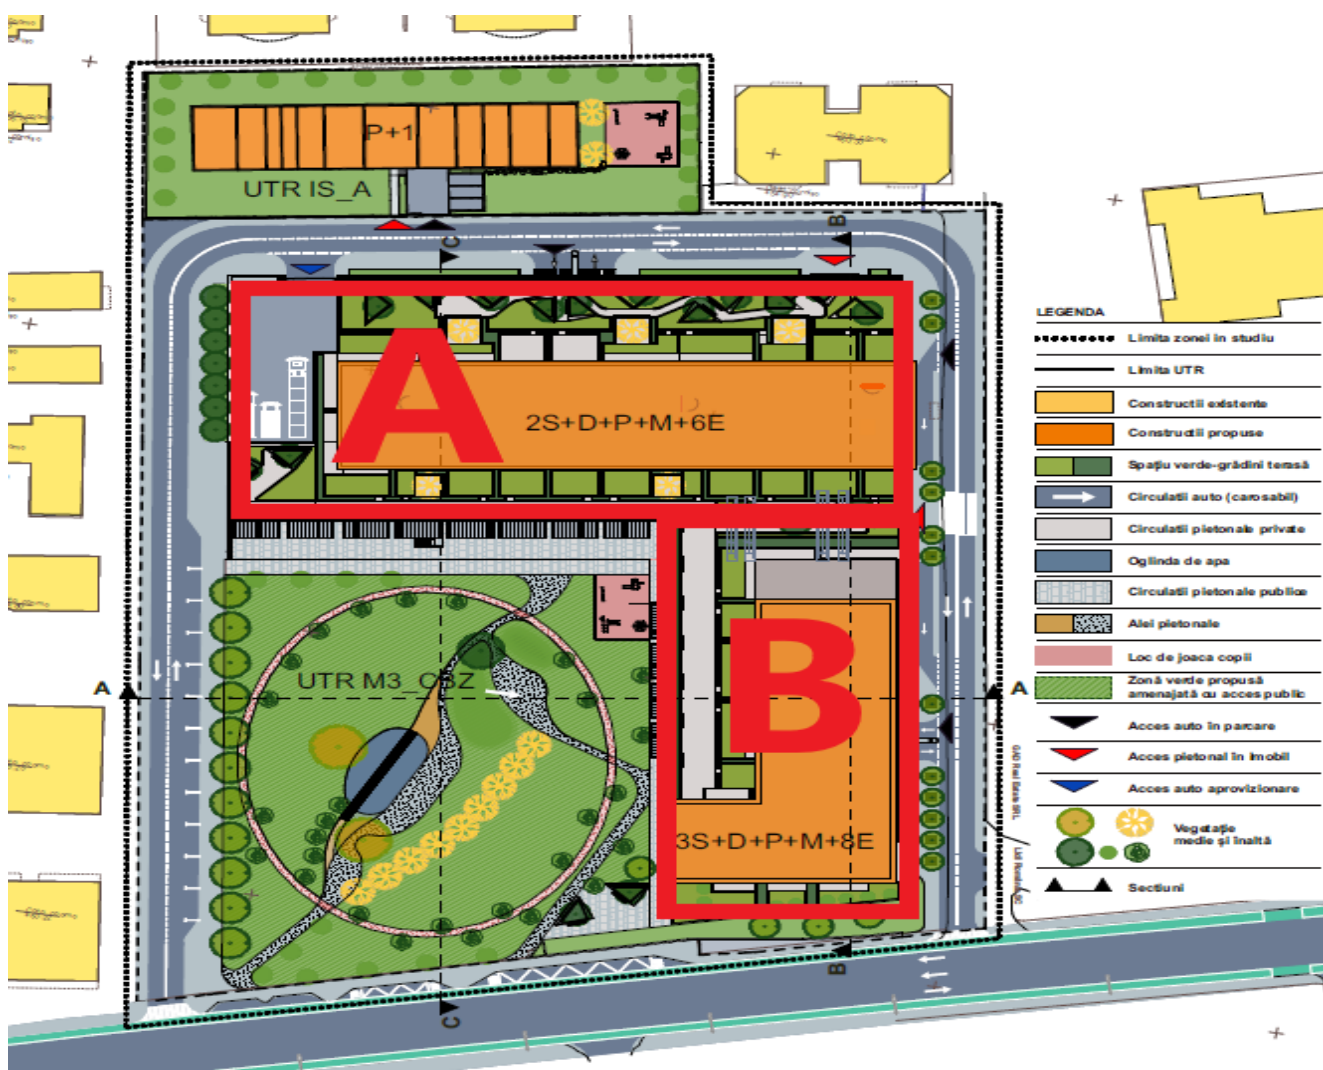 P+1
UTR IS_A
B
C
A
2S+D+P+M+6E
UTR M3_CBZ
A
A
B
3S+D+P+M+8E
B
C
LEGENDA
Limita zonei in studiu
Limita UTR
Constructii existente
Constructii propuse
Spațiu verde-grădini terasă
Circulatii auto (carosabil)
Circulatii pietonale private
Oglinda de apa
Circulatii pietonale publice
Alei pietonale
Loc de joaca copii
Zonă verde propusă
amenajată cu acces public
Acces auto în parcare
Acces pietonal în imobil
Acces auto aprovizionare
Vegetație
medie și înaltă
Sectiuni